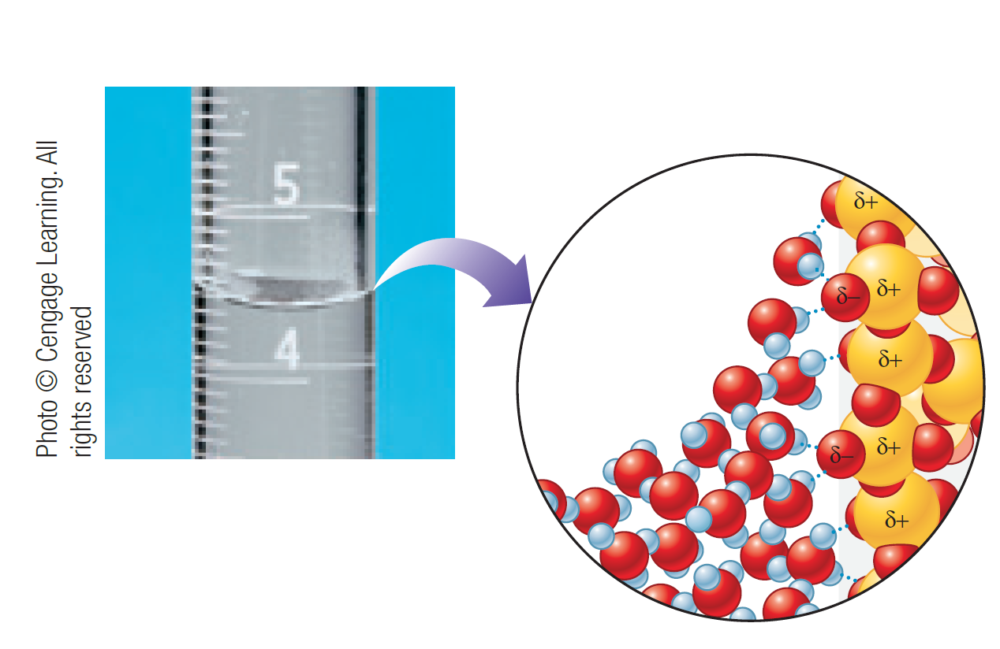 Photo © Cengage Learning. All
rights reserved
5
4
δ+
δ+
δ–
δ+
δ+
δ–
δ+